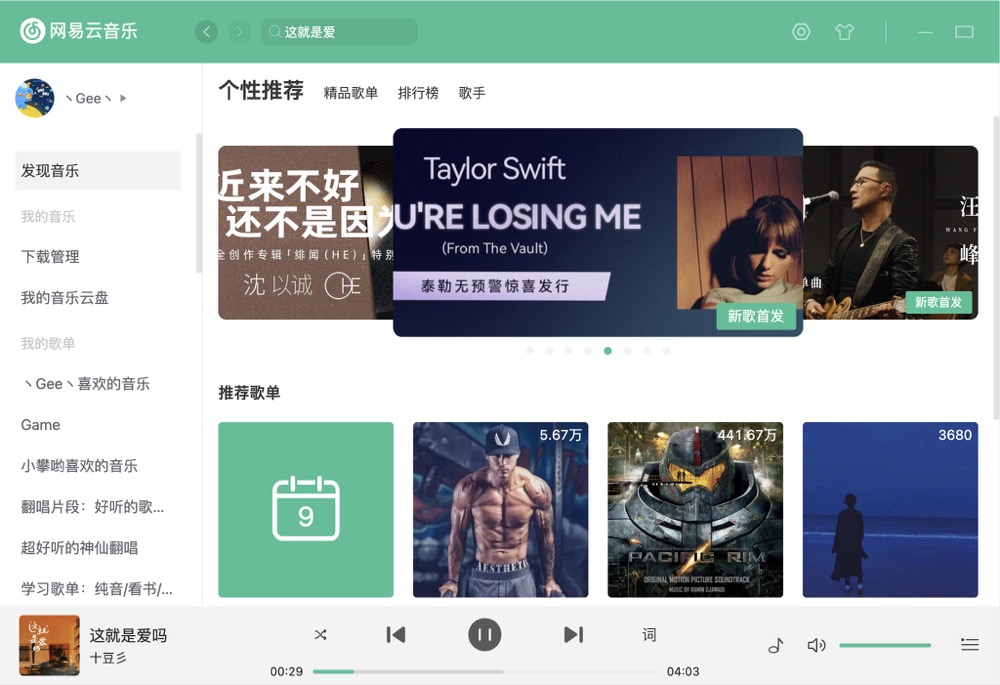 网易云音乐
这就是爱
丶Gee丶
发现音乐
我的音乐
下载管理
我的音乐云盘
我的歌单
丶Gee丶喜欢的音乐
Game
小攀哟喜欢的音乐
翻唱片段：好听的歌...
超好听的神仙翻唱
学习歌单：纯音/看书/...
个性推荐 精品歌单 排行榜 歌手
近来不好
还不是因为
全创作专辑「绯闻(HE)」特别
沈以诚
Taylor Swift
U'RE LOSING ME
(From The Vault)
泰勒无预警惊喜发行
新歌首发
汪
WANG F
峰
单曲
新歌首发
推荐歌单
9
5.67万
AESTHETI
441.67万
PACIFIC RIM
ORIGINAL MOTION PICTURE SOUNDTRACK
MUSIC BY RAMIN DJAWADI
3680
这就是爱吗
这就是爱吗
十豆彡
词
00:29
04:03